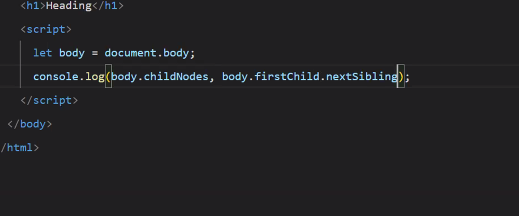 <h1>Heading</h1>
<script>
let body = document.body;
console.log(body.childNodes, body.firstChild.nextSibling);
</script>
</body>
/html>